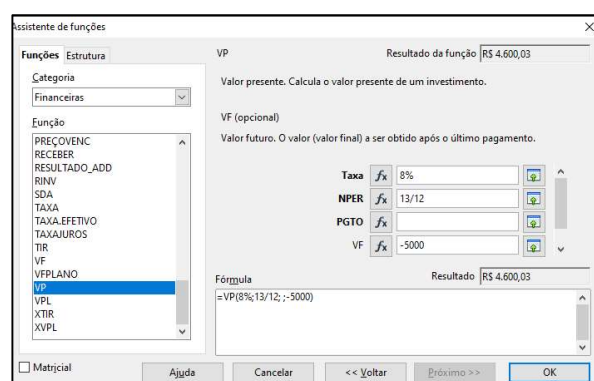 Assistente de funções
Funções Estrutura
VP
Resultado da função R$ 4.600,03
Categoria
Financeiras
Função
PREÇOVENC
RECEBER
RESULTADO_ADD
RINV
SDA
TAXA
TAXA.EFETIVO
TAXAJUROS
TIR
VF
VFPLANO
VP
VPL
XTIR
XVPL
Valor presente. Calcula o valor presente de um investimento.
VF (opcional)
Valor futuro. O valor (valor final) a ser obtido após o último pagamento.
Taxa fx 8%
NPER fx 13/12
PGTO fx
VF fx -5000
Fórmula
Resultado R$ 4.600,03
=VP(8%;13/12; ;-5000)
Matricial
Ajuda
Cancelar
<< Voltar
Próximo >>
OK